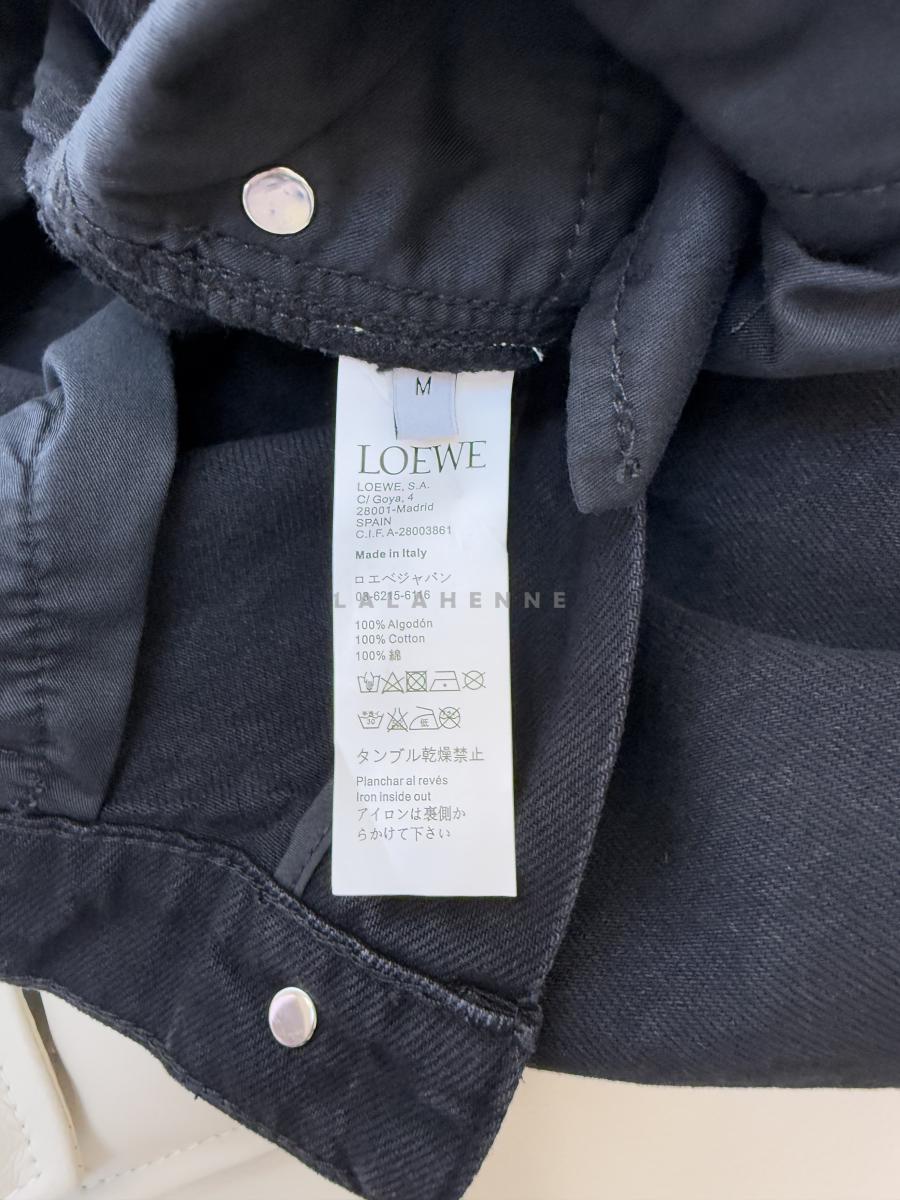 M
LOEWE
LOEWE, S.A.
C/ Goya, 4
28001-Madrid
SPAIN
C.I.F. A-28003861
Made in Italy
ロエベジャパン
03-6215-6116
LALAHENNE
100% Algodón
100% Cotton
100% 綿
30
低
タンブル乾燥禁止
Planchar al revés
Iron inside out
アイロンは裏側か
らかけて下さい